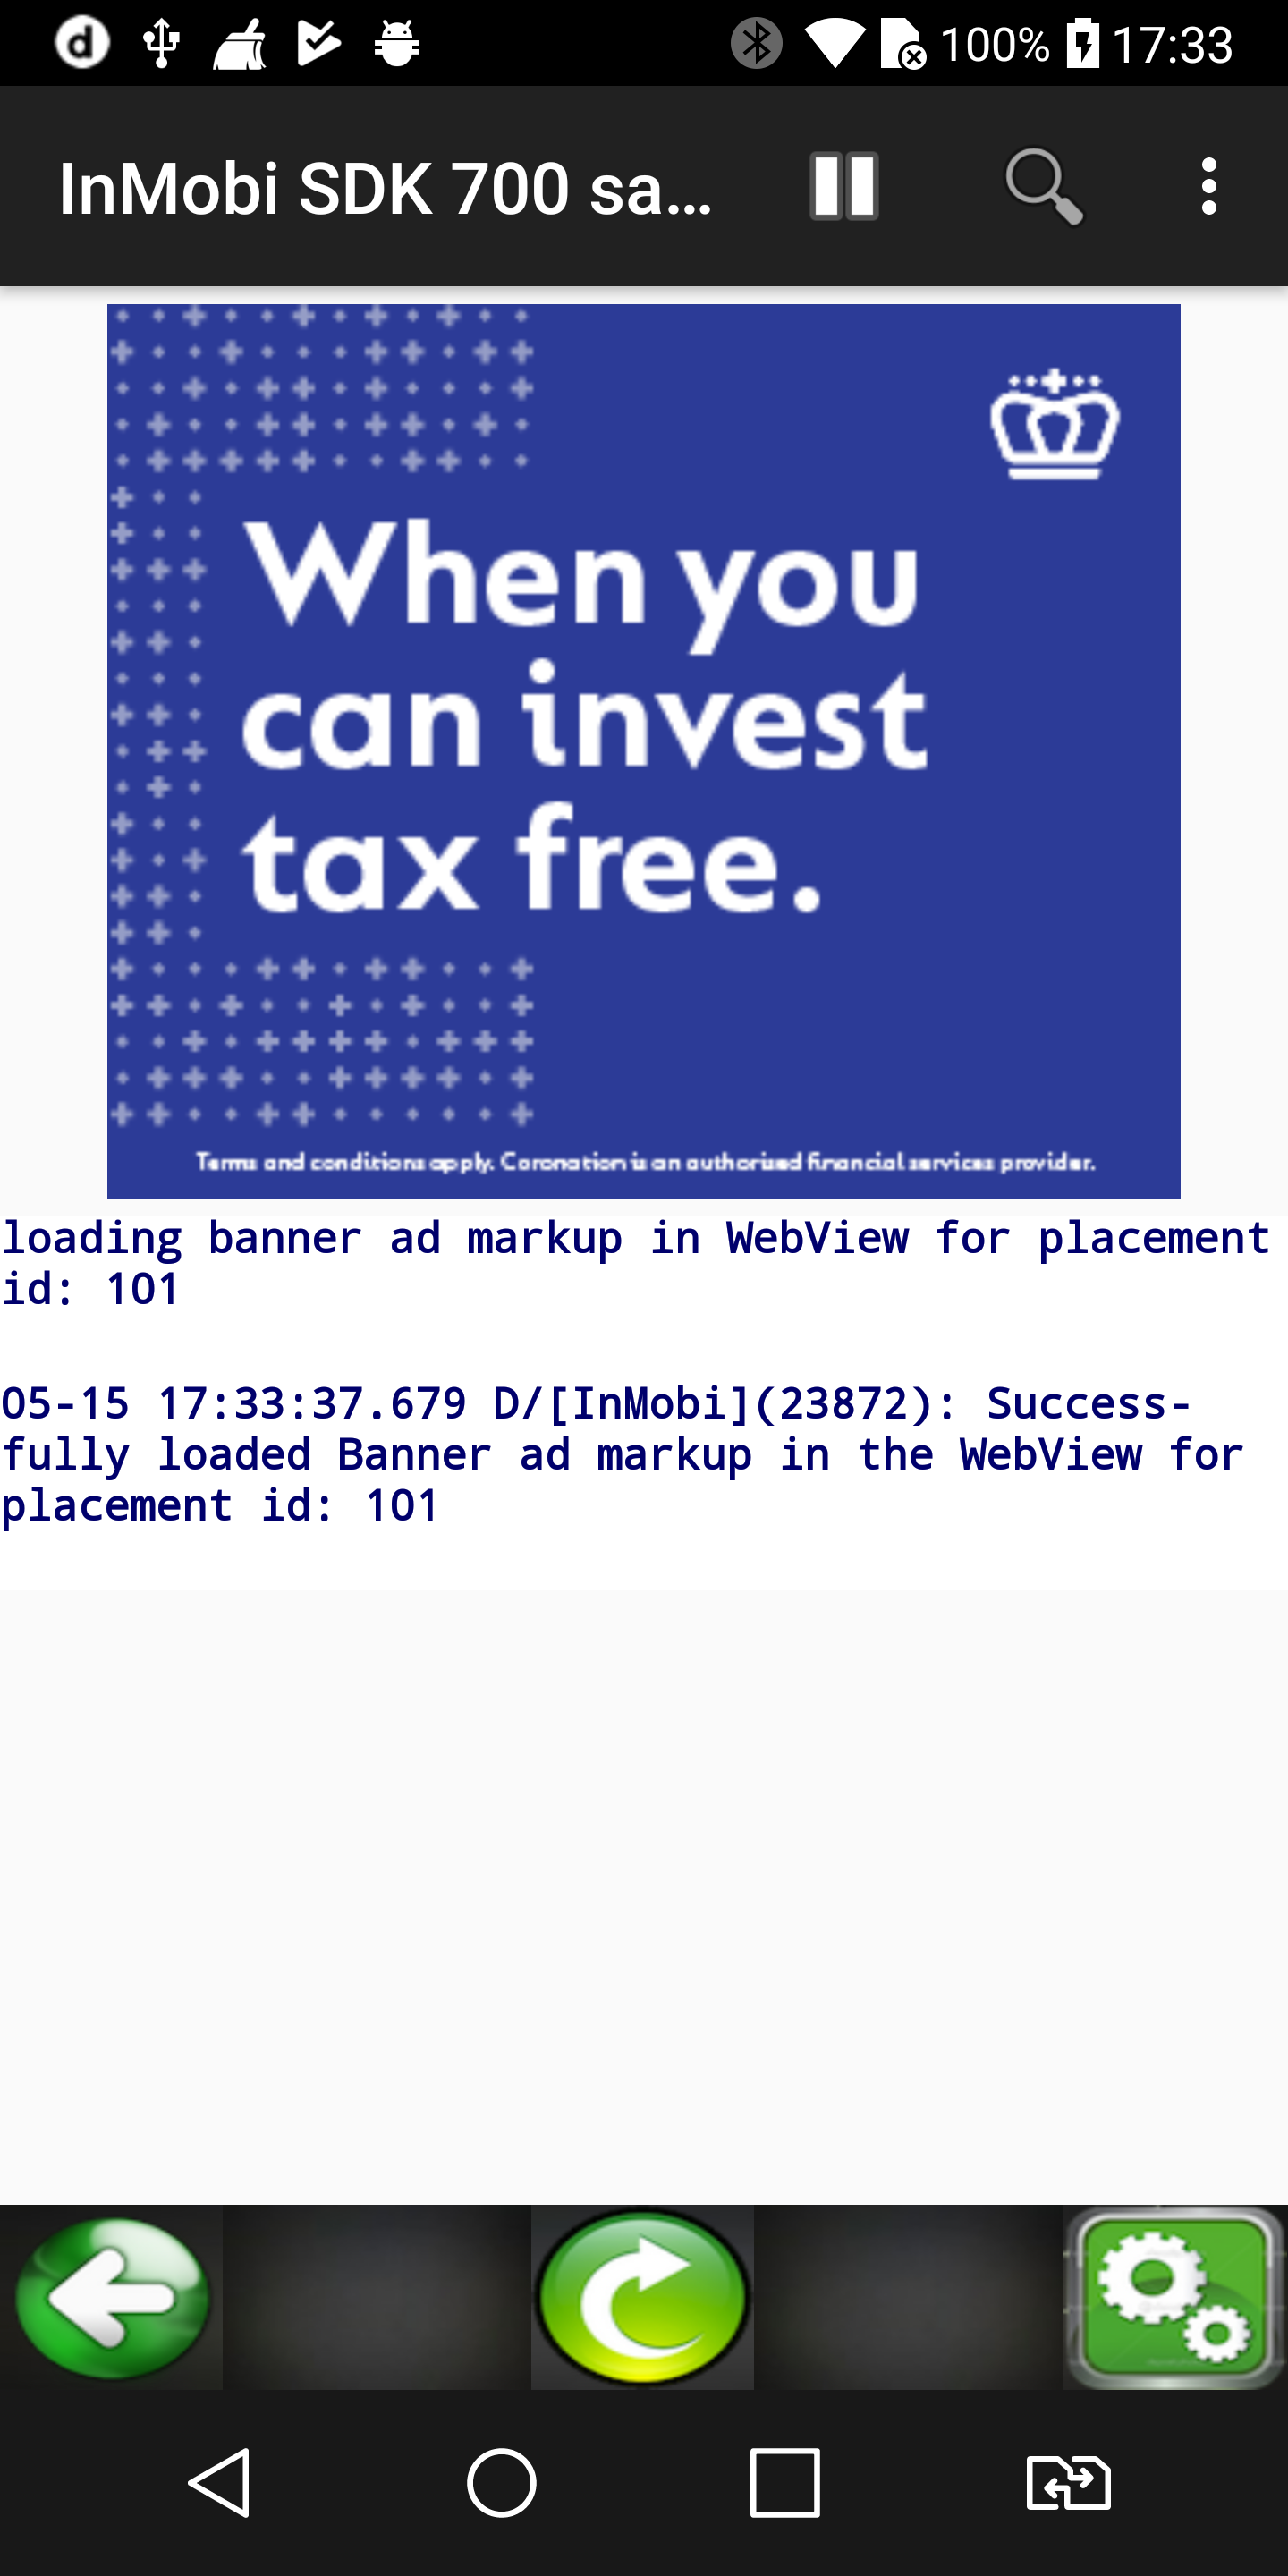 100% 17:33
InMobi SDK 700 sa...
When you
can invest
tax free.
Terms and conditions apply. Coronation is an authorised financial services provider.
loading banner ad markup in WebView for placement
id: 101
05-15 17:33:37.679 D/[InMobi](23872): Success-
fully loaded Banner ad markup in the WebView for
placement id: 101